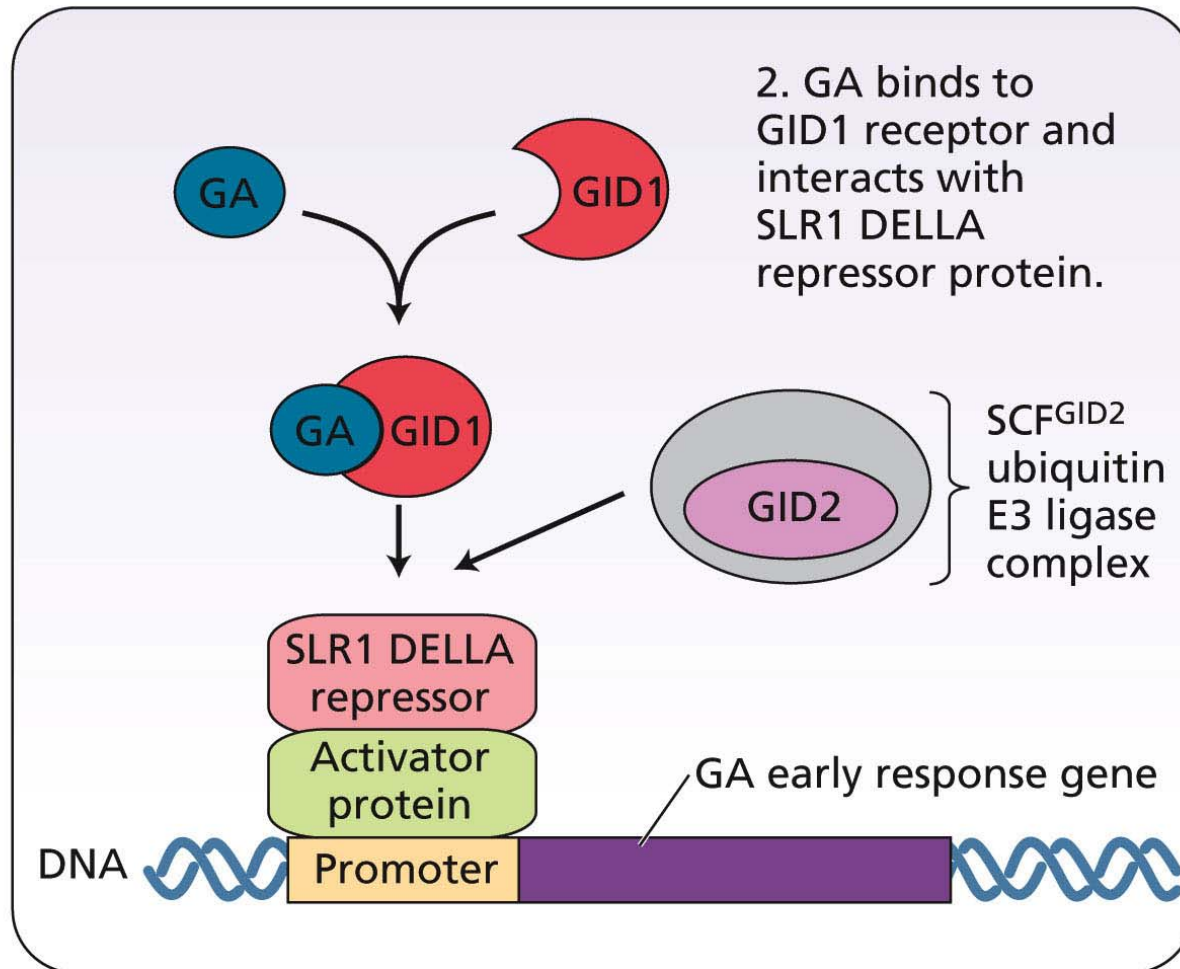 2. GA binds to
GID1 receptor and
interacts with
SLR1 DELLA
repressor protein.
GA
GID1
GA
GID1
GID2
SCFGID2
ubiquitin
E3 ligase
complex
SLR1 DELLA
repressor
Activator
protein
GA early response gene
DNA
Promoter